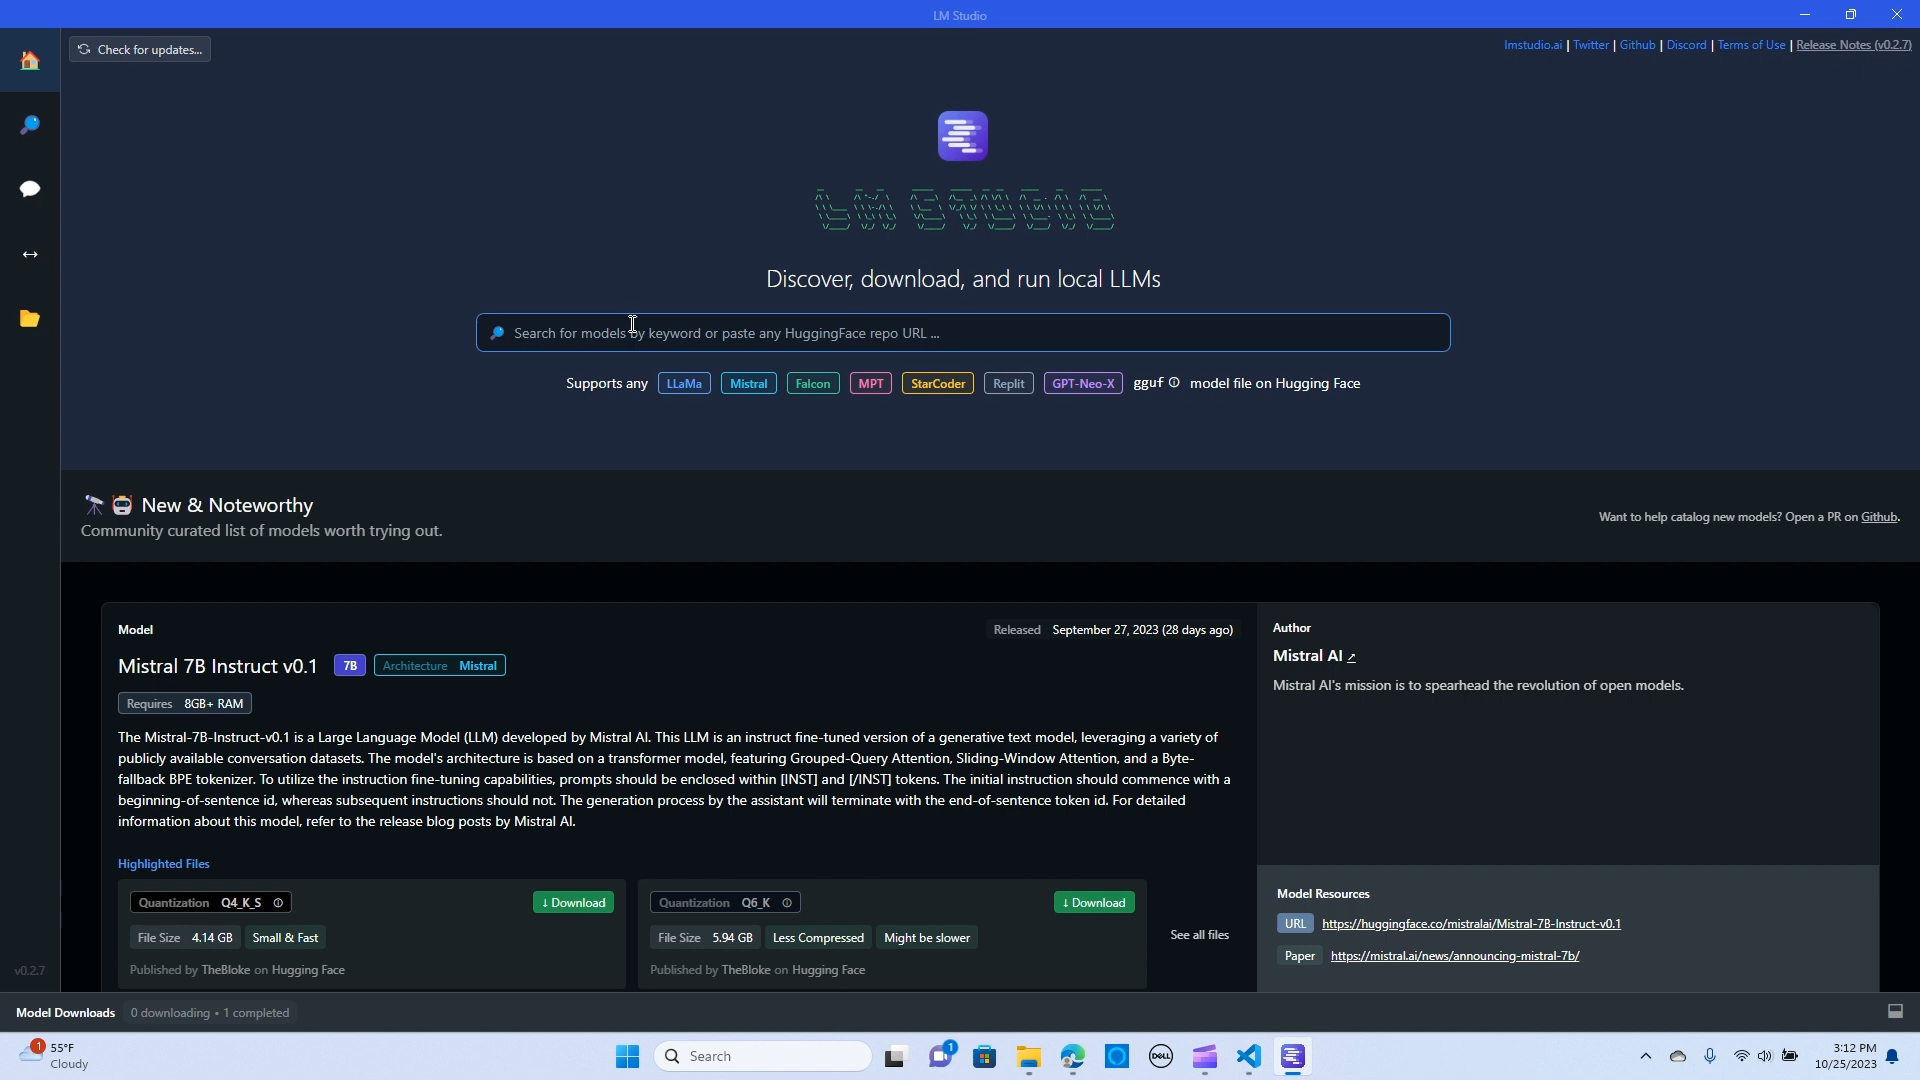 LM Studio
Check for updates...
lmstudio.ai | Twitter | Github | Discord | Terms of Use | Release Notes (v0.2.7)
LM STUDIO
Discover, download, and run local LLMs
Search for models by keyword or paste any HuggingFace repo URL ...
Supports any LLaMa Mistral Falcon MPT StarCoder Replit GPT-Neo-X gguf model file on Hugging Face
New & Noteworthy
Community curated list of models worth trying out.
Want to help catalog new models? Open a PR on Github.
Model
Released September 27, 2023 (28 days ago)
Mistral 7B Instruct v0.1 7B Architecture Mistral
Requires 8GB+ RAM
The Mistral-7B-Instruct-v0.1 is a Large Language Model (LLM) developed by Mistral AI. This LLM is an instruct fine-tuned version of a generative text model, leveraging a variety of
publicly available conversation datasets. The model's architecture is based on a transformer model, featuring Grouped-Query Attention, Sliding-Window Attention, and a Byte-
fallback BPE tokenizer. To utilize the instruction fine-tuning capabilities, prompts should be enclosed within [INST] and [/INST] tokens. The initial instruction should commence with a
beginning-of-sentence id, whereas subsequent instructions should not. The generation process by the assistant will terminate with the end-of-sentence token id. For detailed
information about this model, refer to the release blog posts by Mistral AI.
Highlighted Files
Quantization Q4_K_S
Download
File Size 4.14 GB Small & Fast
Published by TheBloke on Hugging Face
Quantization Q6_K
Download
File Size 5.94 GB Less Compressed Might be slower
Published by TheBloke on Hugging Face
See all files
Author
Mistral AI
Mistral AI's mission is to spearhead the revolution of open models.
Model Resources
URL https://huggingface.co/mistralai/Mistral-7B-Instruct-v0.1
Paper https://mistral.ai/news/announcing-mistral-7b/
v0.2.7
Model Downloads 0 downloading • 1 completed
1
55°F
Cloudy
Search
1
DELL
3:12 PM
10/25/2023